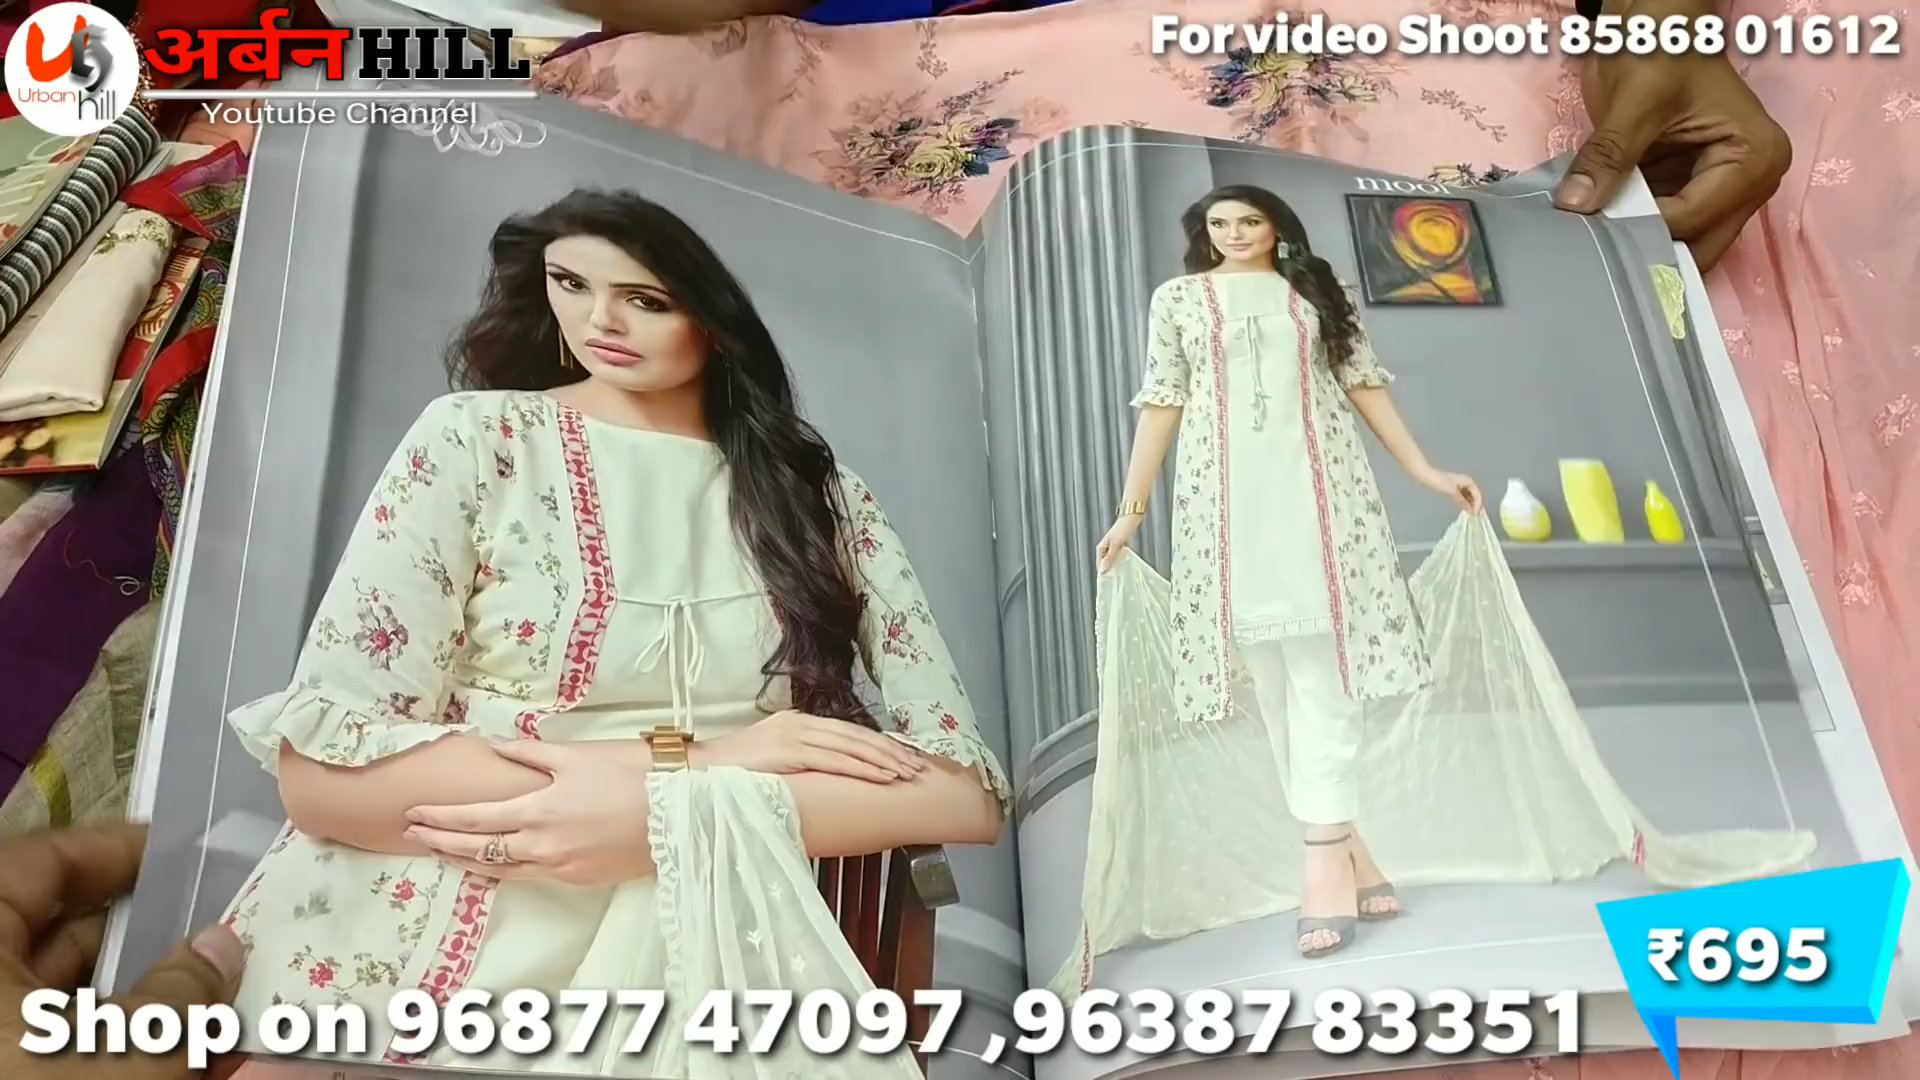 Urban hill
अर्बन HILL
Youtube Channel
For video Shoot 85868 01612
₹695
Shop on 96877 47097 ,96387 83351